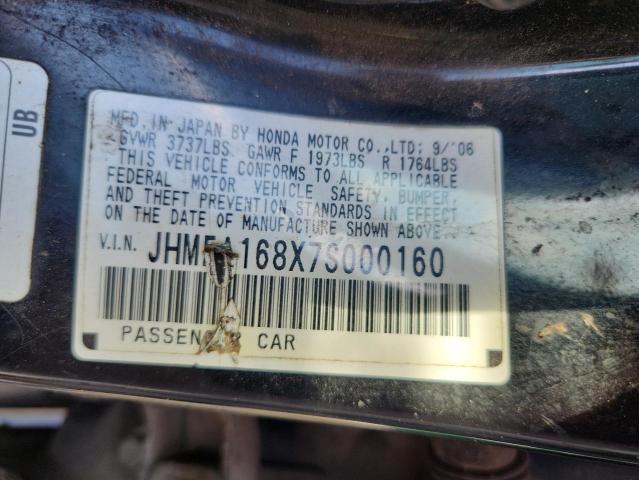 MFD. IN JAPAN BY HONDA MOTOR CO.,LTD; 9/'06
GVWR 3737LBS GAWR F 1973LBS R 1764LBS
THIS VEHICLE CONFORMS TO ALL APPLICABLE
FEDERAL MOTOR VEHICLE SAFETY, BUMPER,
AND THEFT PREVENTION STANDARDS IN EFFECT
ON THE DATE OF MANUFACTURE SHOWN ABOVE.
V.I.N. JHMFA168X7S000160
PASSENGER CAR
UB